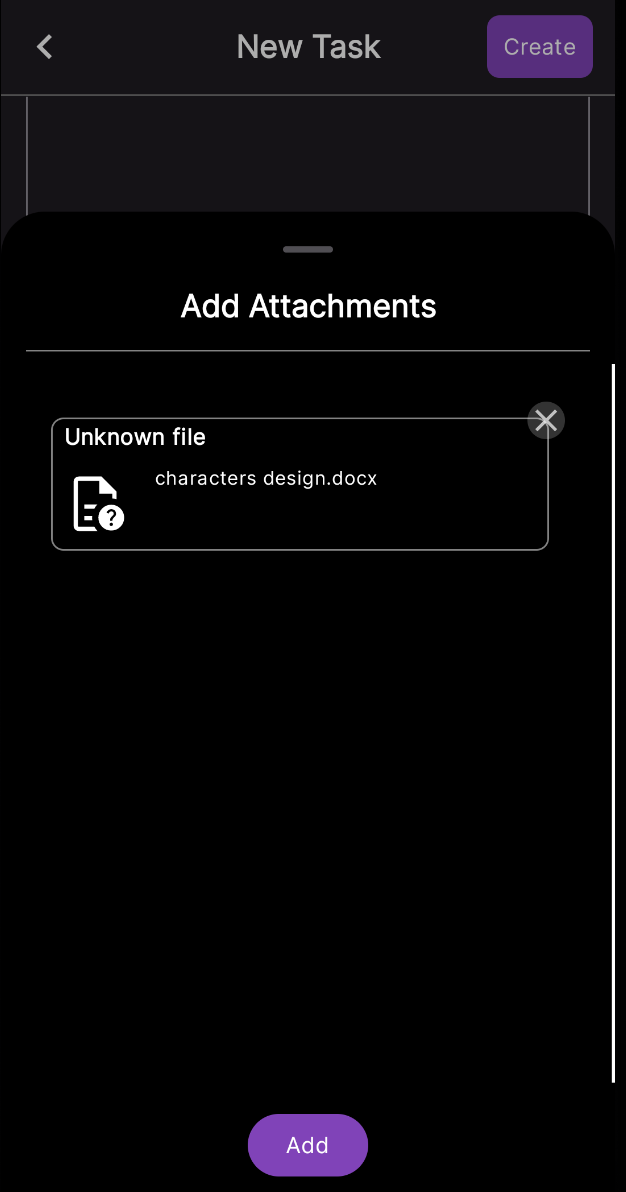 New Task
Create
Add Attachments
Unknown file
characters design.docx
?
Add